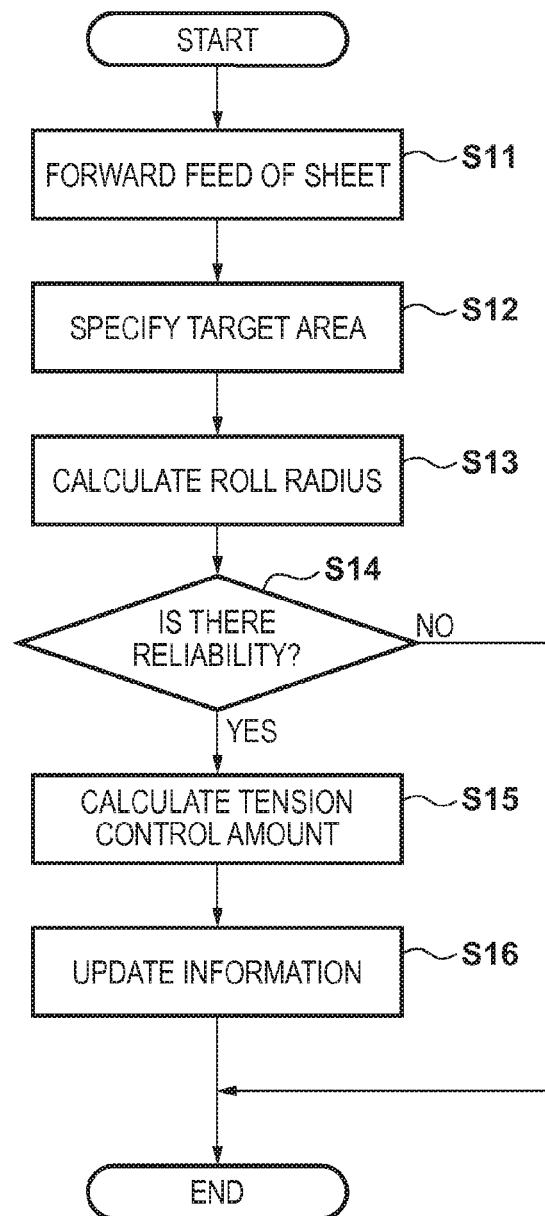 START
FORWARD FEED OF SHEET
S11
SPECIFY TARGET AREA
S12
CALCULATE ROLL RADIUS
S13
S14
IS THERE
RELIABILITY?
NO
YES
CALCULATE TENSION
CONTROL AMOUNT
S15
UPDATE INFORMATION
S16
END